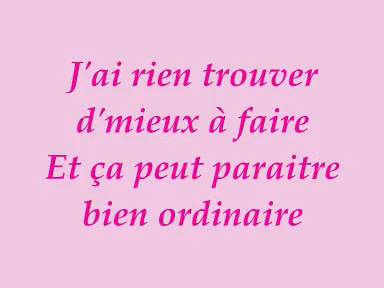 J'ai rien trouver
d'mieux à faire
Et ça peut paraitre
bien ordinaire